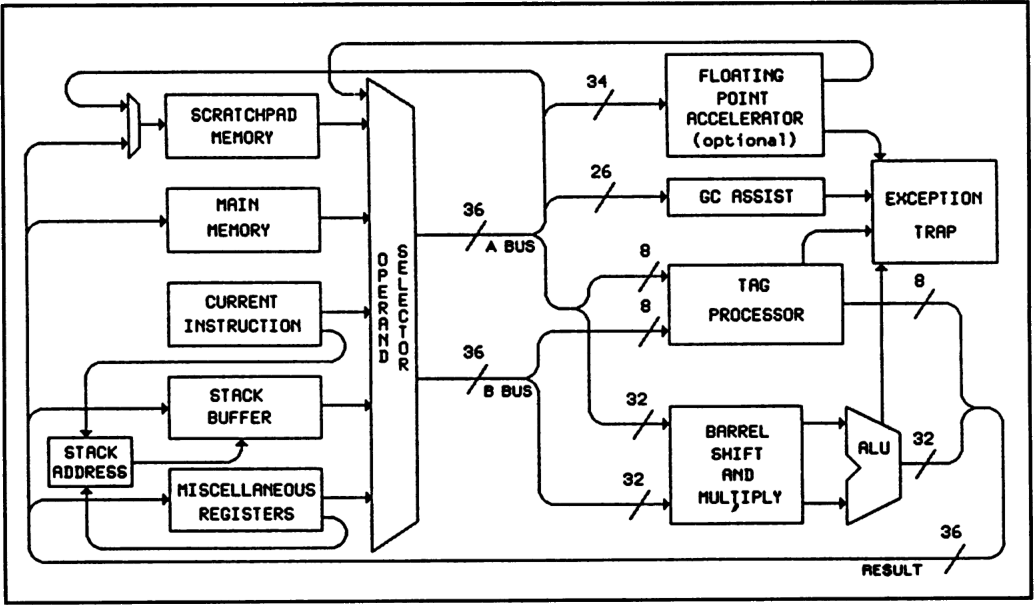 SCRATCHPAD
MEMORY
MAIN
MEMORY
CURRENT
INSTRUCTION
STACK
BUFFER
STACK
ADDRESS
MISCELLANEOUS
REGISTERS
OPERAND
SELECTOR
36
A BUS
36
B BUS
34
26
8
8
32
32
FLOATING
POINT
ACCELERATOR
(optional)
GC ASSIST
TAG
PROCESSOR
BARREL
SHIFT
AND
MULTIPLY
ALU
EXCEPTION
TRAP
8
32
36
RESULT